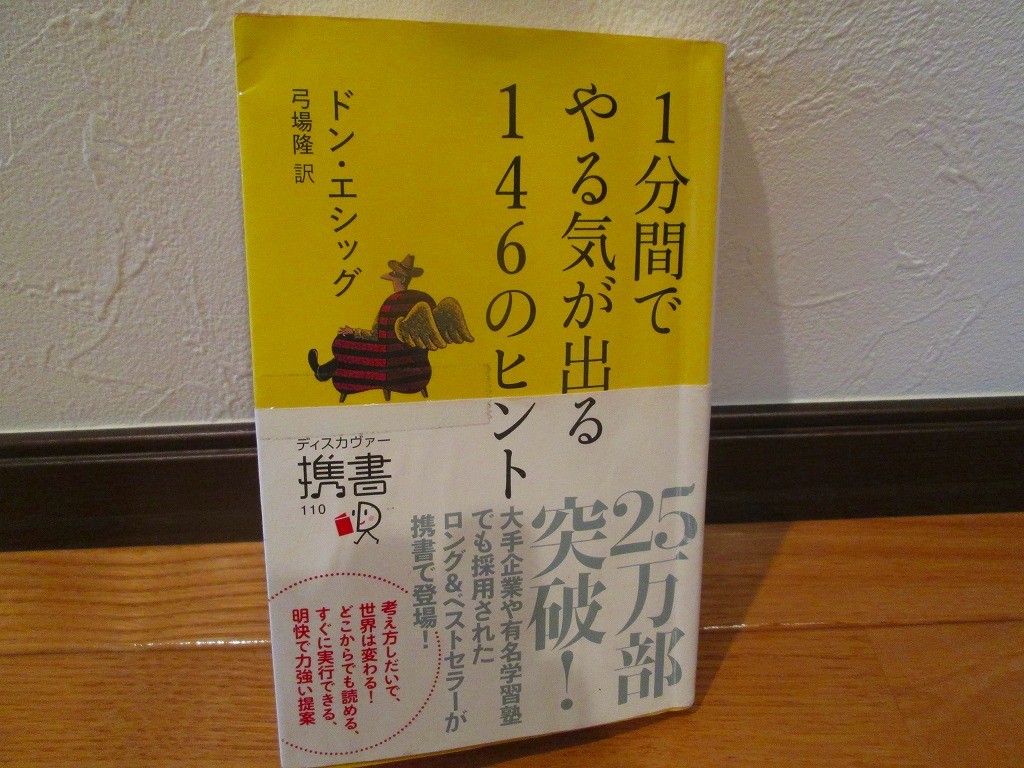 1分間で
やる気が出る
146のヒント
ドン・エシッグ
弓場隆 訳
25万部
突破!
大手企業や有名学習塾
でも採用された
ロング&ベストセラーが
携書で登場!
ディスカヴァー
携書
110
考え方しだいで、
世界は変わる!
どこからでも読める、
すぐに実行できる、
明快で力強い提案